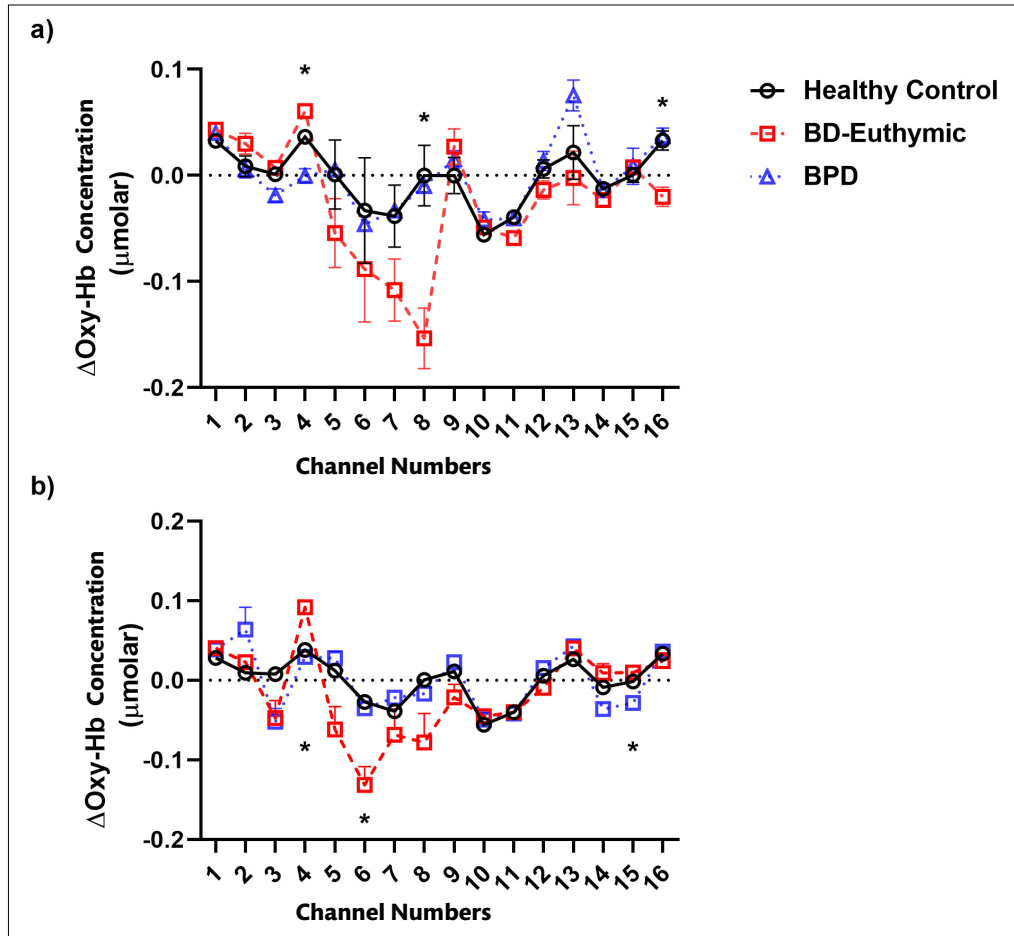 a)
*
*
*
0.1
0.0
-0.1
-0.2
ΔOxy-Hb Concentration
(μmolar)
1 2 3 4 5 6 7 8 9 10 11 12 13 14 15 16
Channel Numbers
Healthy Control
BD-Euthymic
BPD
b)
0.2
0.1
0.0
-0.1
-0.2
ΔOxy-Hb Concentration
(μmolar)
*
*
*
1 2 3 4 5 6 7 8 9 10 11 12 13 14 15 16
Channel Numbers